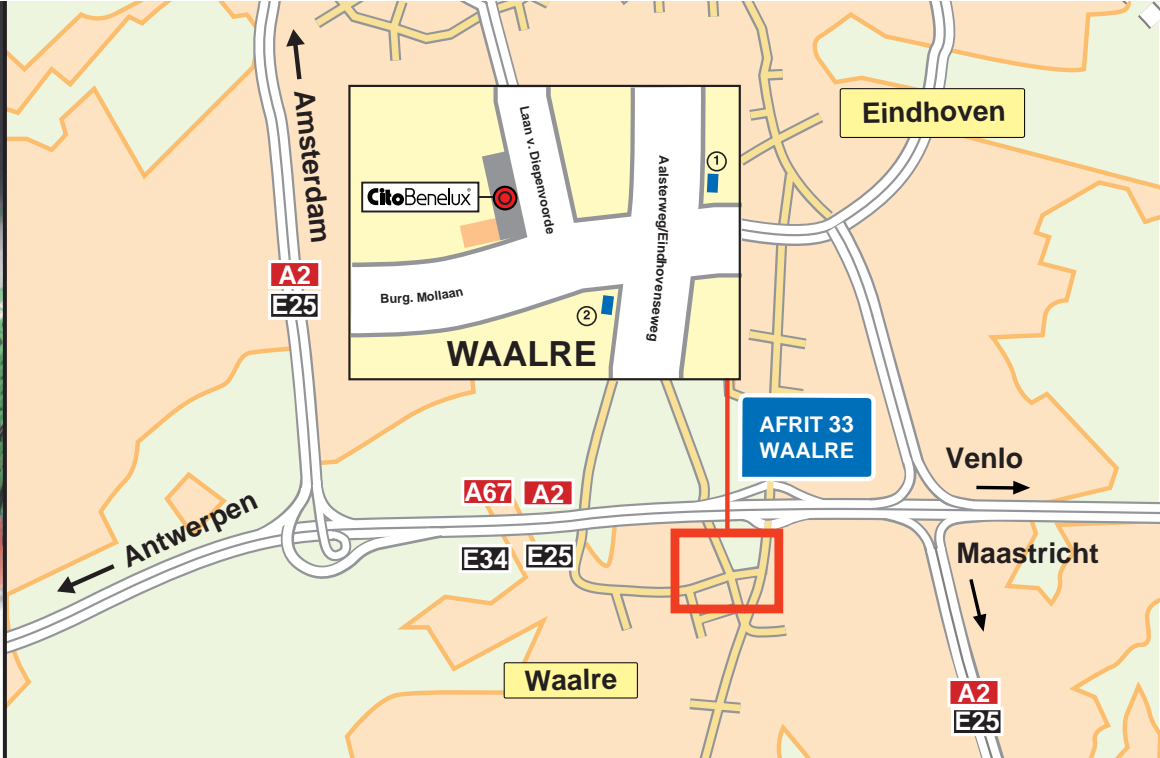 Amsterdam
A2
E25
Eindhoven
Laan v. Diepenvoorde
Aalsterweg/Eindhovenseweg
1
CitoBenelux
Burg. Mollaan
2
WAALRE
AFRIT 33
WAALRE
Venlo
A67 A2
E34 E25
Antwerpen
Maastricht
Waalre
A2
E25